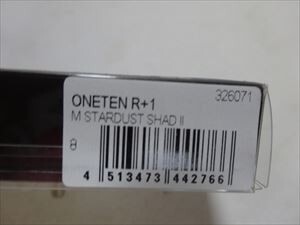 ONETEN R+1
326071
M STARDUST SHAD II
8
4 513473 442766